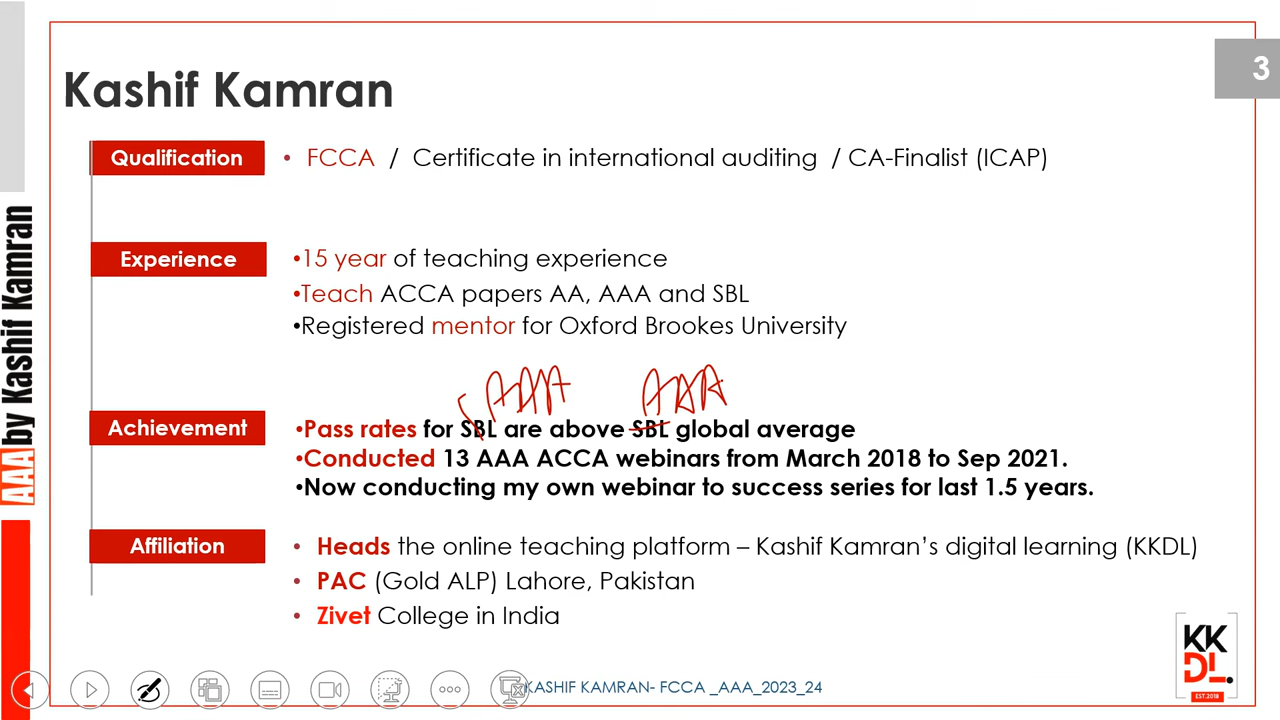 3
Kashif Kamran
Qualification
• FCCA / Certificate in international auditing / CA-Finalist (ICAP)
Experience
•15 year of teaching experience
•Teach ACCA papers AA, AAA and SBL
•Registered mentor for Oxford Brookes University
AAA AAA
Achievement
•Pass rates for SBL are above SBL global average
•Conducted 13 AAA ACCA webinars from March 2018 to Sep 2021.
•Now conducting my own webinar to success series for last 1.5 years.
Affiliation
• Heads the online teaching platform – Kashif Kamran's digital learning (KKDL)
• PAC (Gold ALP) Lahore, Pakistan
• Zivet College in India
AAA by Kashif Kamran
KASHIF KAMRAN- FCCA _AAA_2023_24
KK
DL.
EST.2018